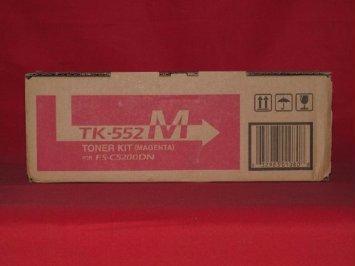 TK-552 M
TONER KIT (MAGENTA)
FOR FS-C5200DN